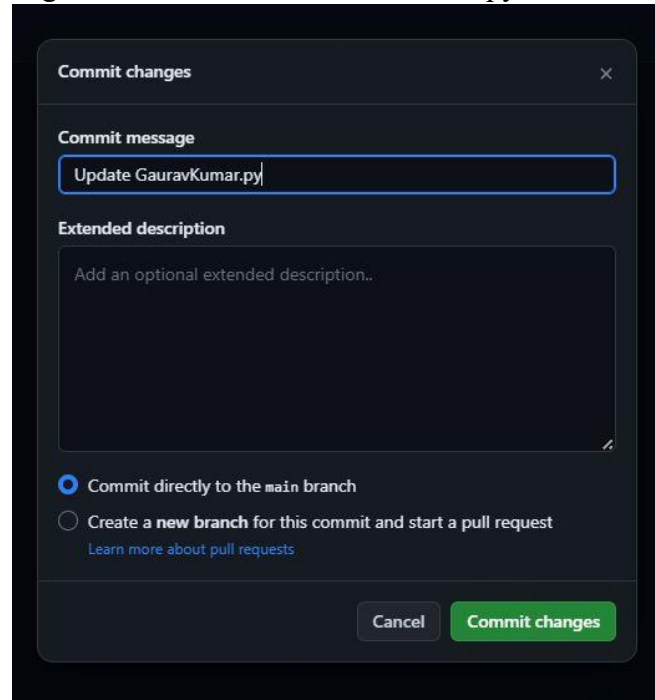 Commit changes
Commit message
Update GauravKumar.py
Extended description
Add an optional extended description..
Commit directly to the main branch
Create a new branch for this commit and start a pull request
Learn more about pull requests
Cancel Commit changes